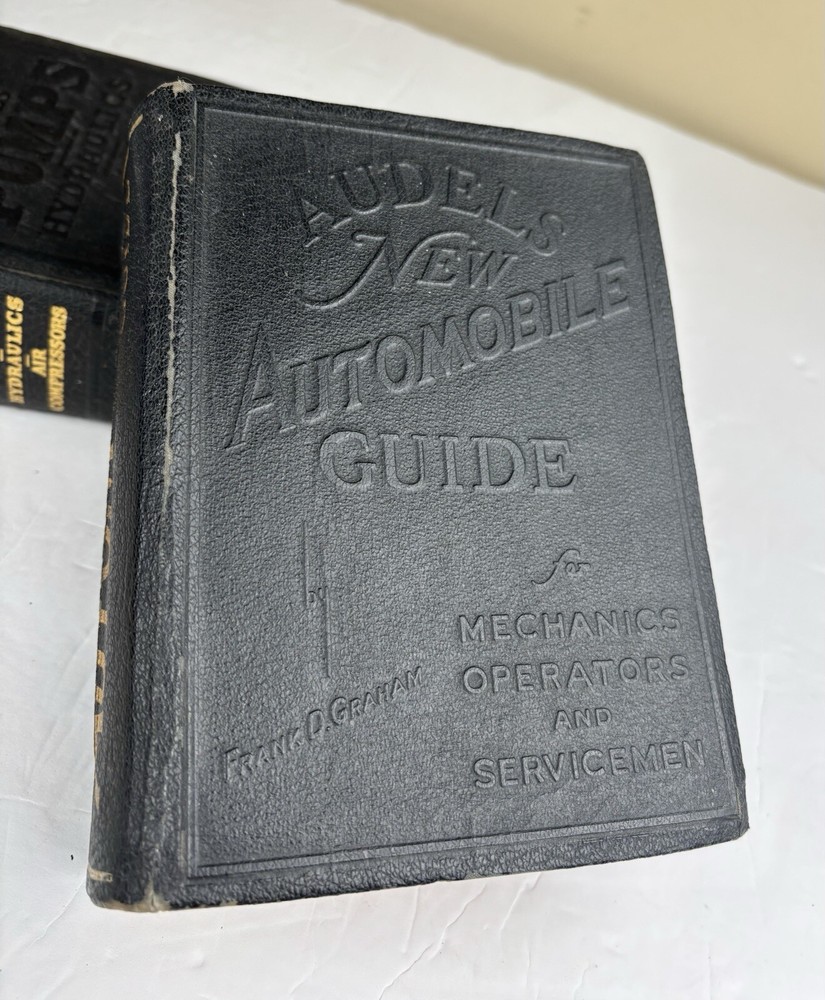 AUDELS
NEW
AUTOMOBILE
GUIDE
for
MECHANICS
OPERATORS
AND
SERVICEMEN
FRANK D. GRAHAM
PUMPS
HYDRAULICS
HYDRAULICS
AIR
COMPRESSORS